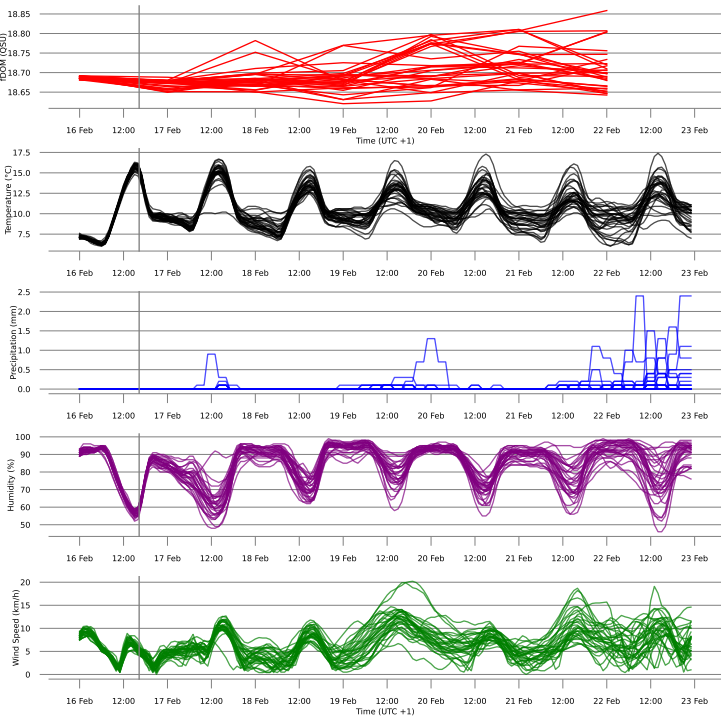 fDOM (QSU)
18.85
18.80
18.75
18.70
18.65
16 Feb 12:00 17 Feb 12:00 18 Feb 12:00 19 Feb 12:00 20 Feb 12:00 21 Feb 12:00 22 Feb 12:00 23 Feb
Time (UTC +1)
Temperature (°C)
17.5
15.0
12.5
10.0
7.5
16 Feb 12:00 17 Feb 12:00 18 Feb 12:00 19 Feb 12:00 20 Feb 12:00 21 Feb 12:00 22 Feb 12:00 23 Feb
Precipitation (mm)
2.5
2.0
1.5
1.0
0.5
0.0
16 Feb 12:00 17 Feb 12:00 18 Feb 12:00 19 Feb 12:00 20 Feb 12:00 21 Feb 12:00 22 Feb 12:00 23 Feb
Humidity (%)
100
90
80
70
60
50
16 Feb 12:00 17 Feb 12:00 18 Feb 12:00 19 Feb 12:00 20 Feb 12:00 21 Feb 12:00 22 Feb 12:00 23 Feb
Wind Speed (km/h)
20
15
10
5
0
16 Feb 12:00 17 Feb 12:00 18 Feb 12:00 19 Feb 12:00 20 Feb 12:00 21 Feb 12:00 22 Feb 12:00 23 Feb
Time (UTC +1)